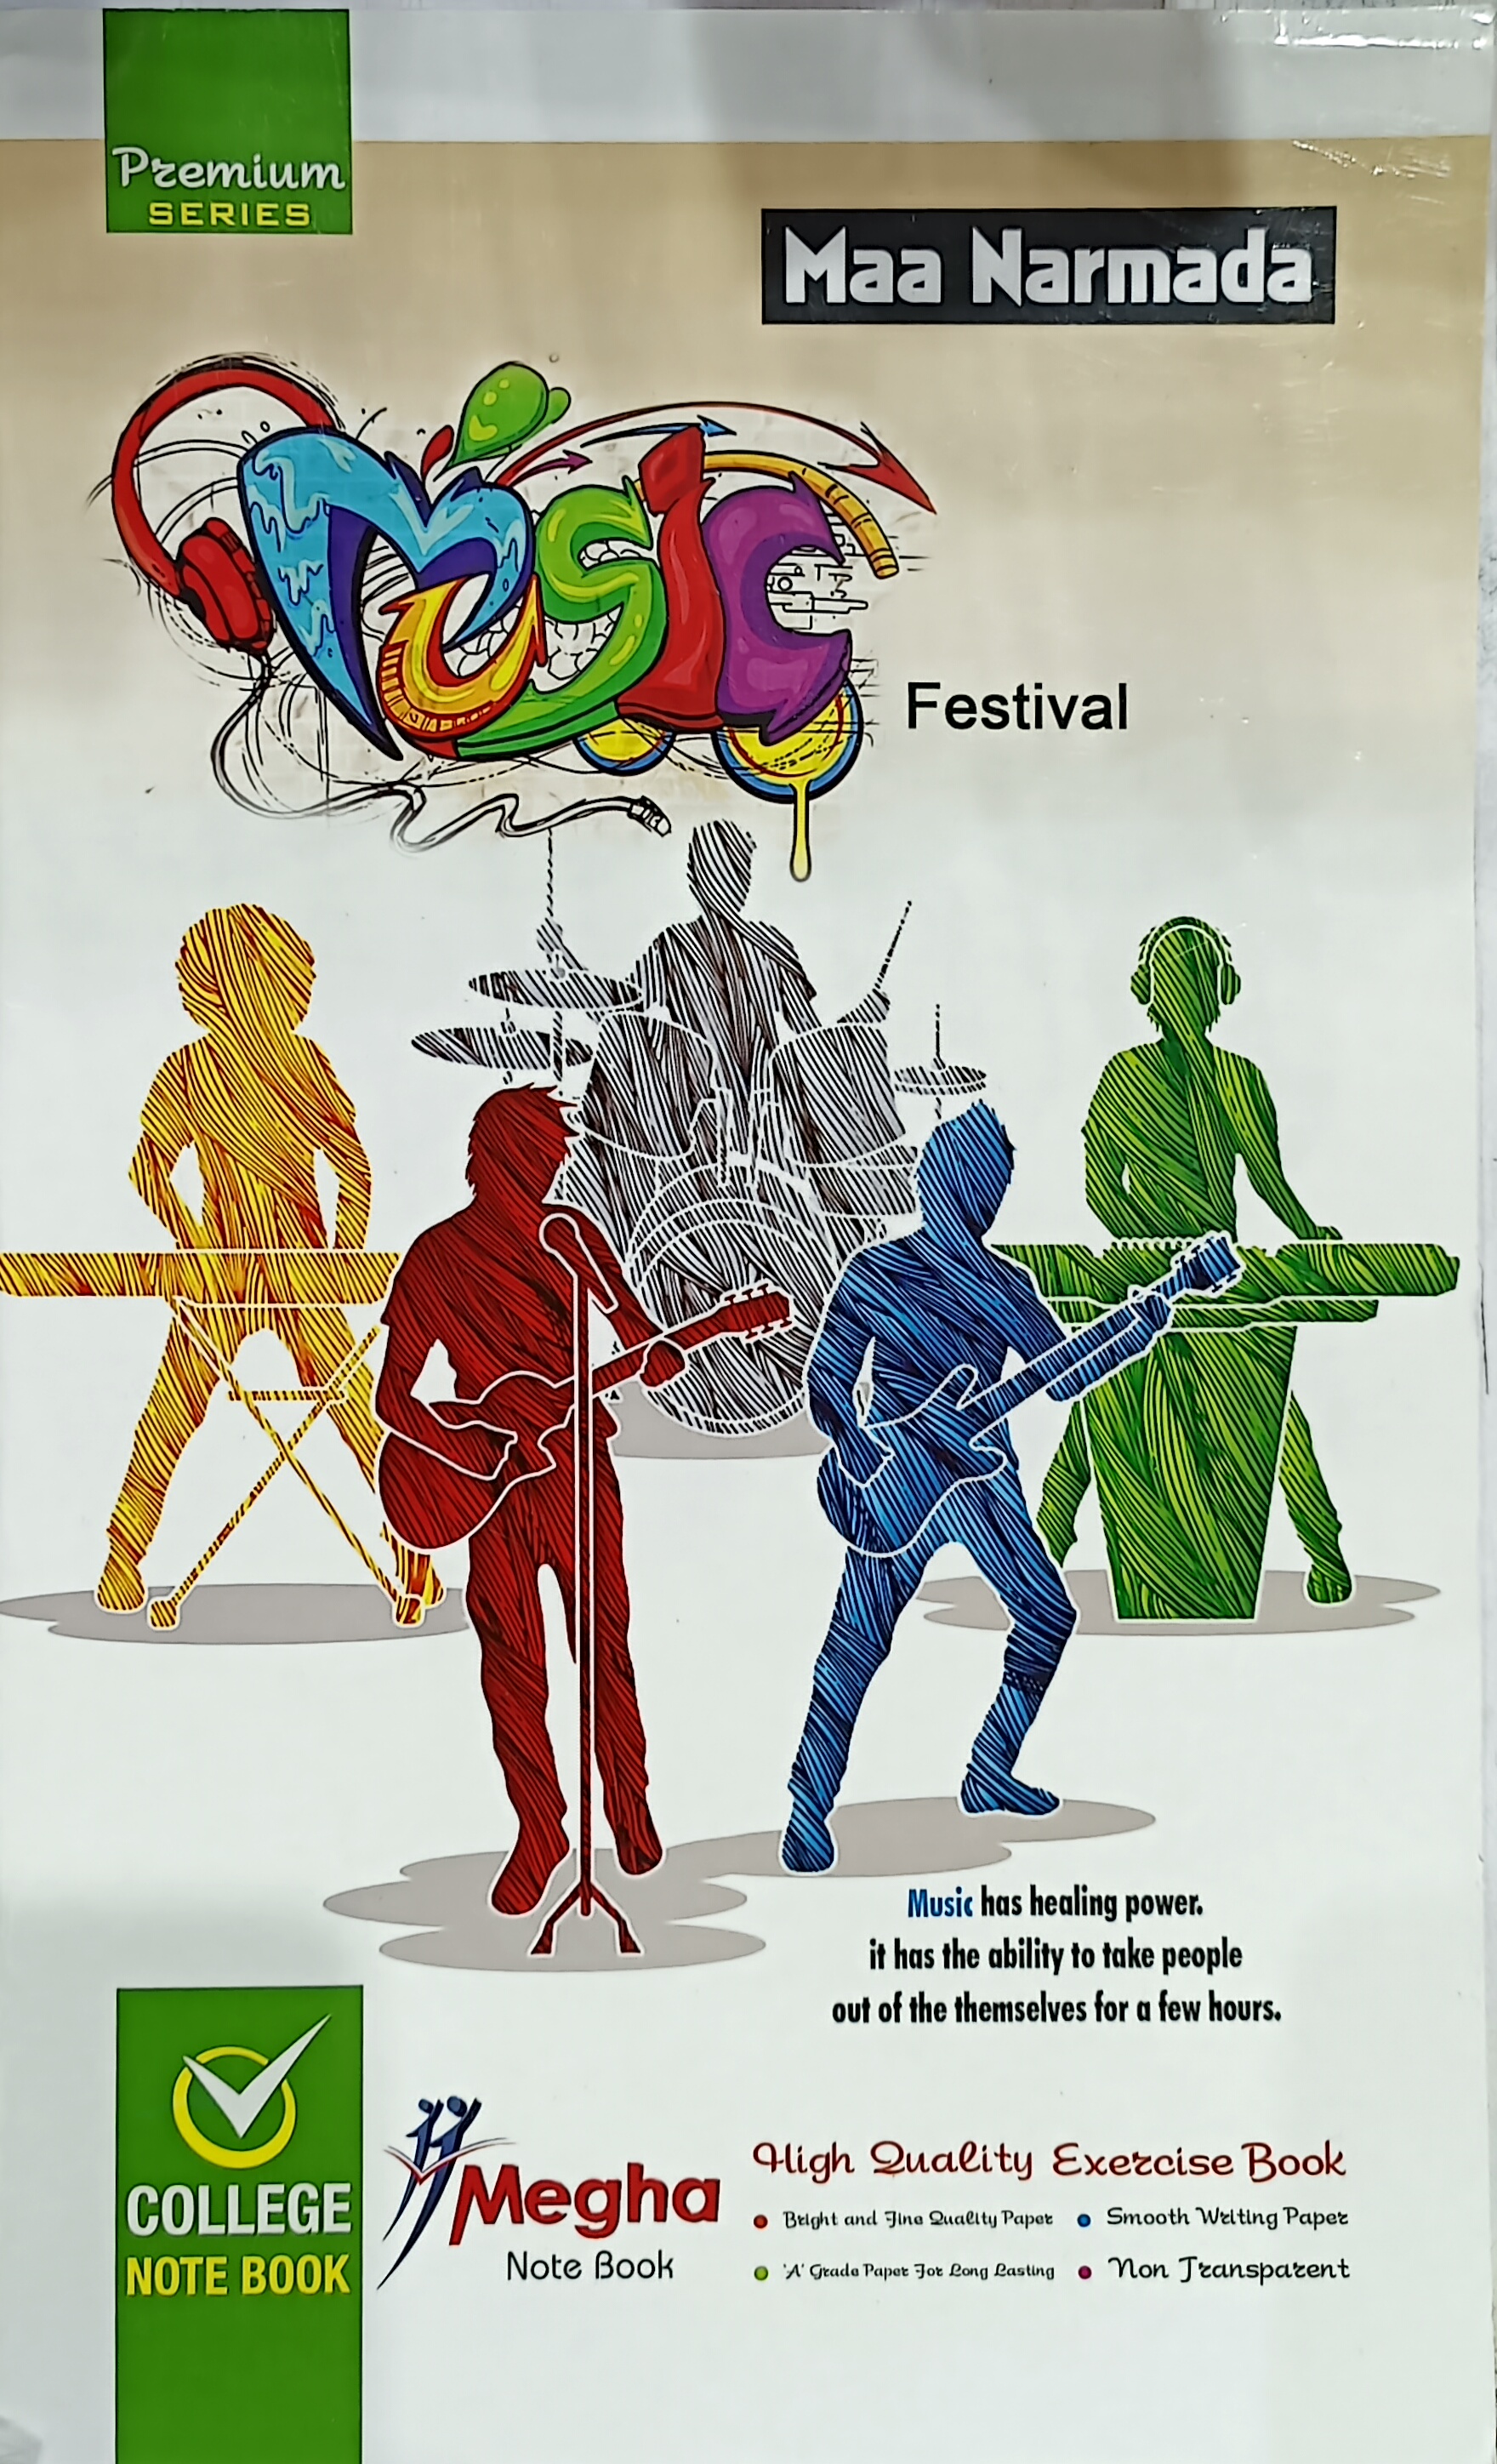 Premium
SERIES
Maa Narmada
Music
Festival
Music has healing power.
it has the ability to take people
out of the themselves for a few hours.
COLLEGE
NOTE BOOK
Megha
Note Book
High Quality Exercise Book
Bright and Fine Quality Paper
Smooth Writing Paper
'A' Grade Paper For Long Lasting
Non Transparent